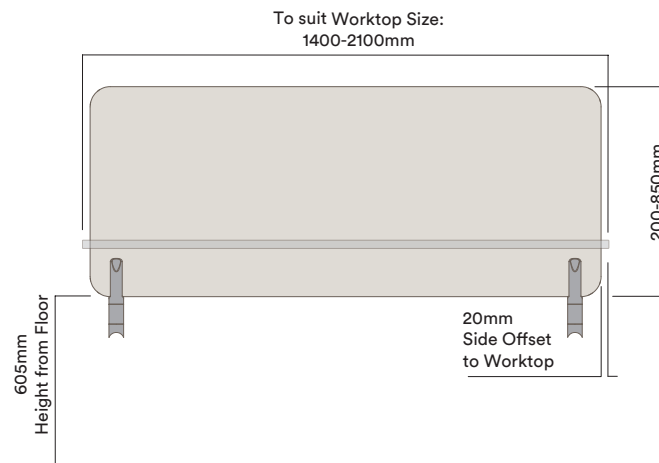 To suit Worktop Size:
1400-2100mm
200-850mm
20mm
Side Offset
to Worktop
605mm
Height from Floor